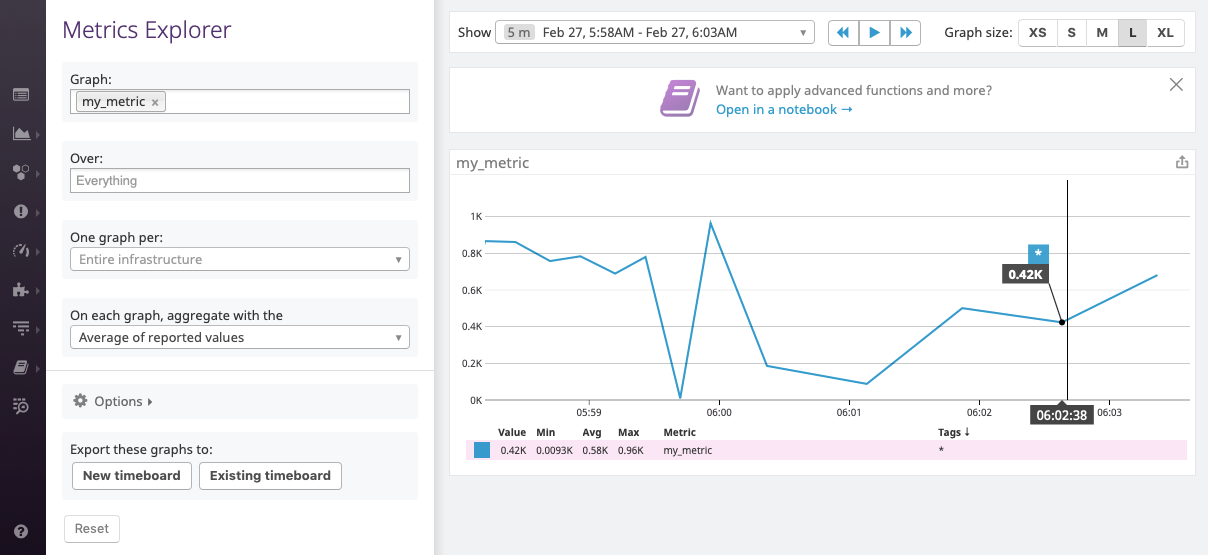 Metrics Explorer
Graph:
my_metric ×
Over:
Everything
One graph per:
Entire infrastructure
On each graph, aggregate with the
Average of reported values
Options
Export these graphs to:
New timeboard Existing timeboard
Reset
Show 5 m Feb 27, 5:58AM - Feb 27, 6:03AM Graph size: XS S M L XL
Want to apply advanced functions and more?
Open in a notebook →
my_metric
1K
0.8K
0.6K
0.4K
0.2K
0K
*
0.42K
05:59 06:00 06:01 06:02 06:02:38 06:03
Value Min Avg Max Metric Tags ↓
0.42K 0.0093K 0.58K 0.96K my_metric *